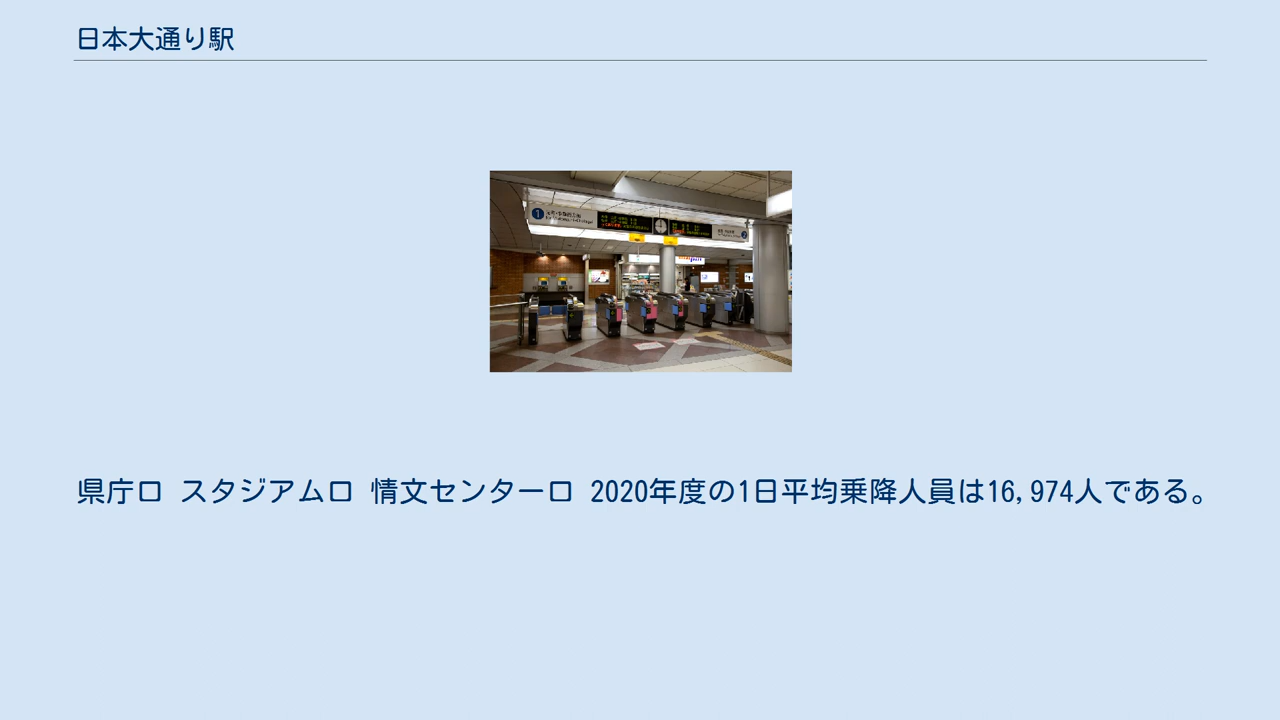 日本大通り駅
1
2
県庁口 スタジアム口 情文センター口 2020年度の1日平均乗降人員は16,974人である。